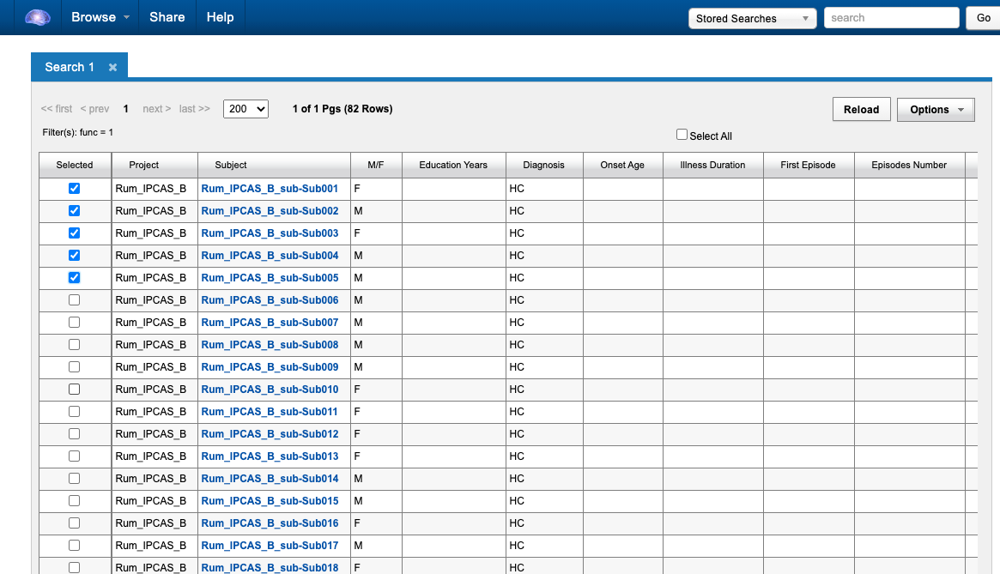 Browse Share Help Stored Searches search Go
Search 1 ×
<< first < prev 1 next > last >> 200 1 of 1 Pgs (82 Rows) Reload Options
Filter(s): func = 1
Select All
Selected Project Subject M/F Education Years Diagnosis Onset Age Illness Duration First Episode Episodes Number
Rum_IPCAS_B Rum_IPCAS_B_sub-Sub001 F HC
Rum_IPCAS_B Rum_IPCAS_B_sub-Sub002 M HC
Rum_IPCAS_B Rum_IPCAS_B_sub-Sub003 F HC
Rum_IPCAS_B Rum_IPCAS_B_sub-Sub004 M HC
Rum_IPCAS_B Rum_IPCAS_B_sub-Sub005 M HC
Rum_IPCAS_B Rum_IPCAS_B_sub-Sub006 M HC
Rum_IPCAS_B Rum_IPCAS_B_sub-Sub007 M HC
Rum_IPCAS_B Rum_IPCAS_B_sub-Sub008 M HC
Rum_IPCAS_B Rum_IPCAS_B_sub-Sub009 M HC
Rum_IPCAS_B Rum_IPCAS_B_sub-Sub010 F HC
Rum_IPCAS_B Rum_IPCAS_B_sub-Sub011 F HC
Rum_IPCAS_B Rum_IPCAS_B_sub-Sub012 F HC
Rum_IPCAS_B Rum_IPCAS_B_sub-Sub013 F HC
Rum_IPCAS_B Rum_IPCAS_B_sub-Sub014 M HC
Rum_IPCAS_B Rum_IPCAS_B_sub-Sub015 M HC
Rum_IPCAS_B Rum_IPCAS_B_sub-Sub016 F HC
Rum_IPCAS_B Rum_IPCAS_B_sub-Sub017 M HC
Rum_IPCAS_B Rum_IPCAS_B_sub-Sub018 F HC